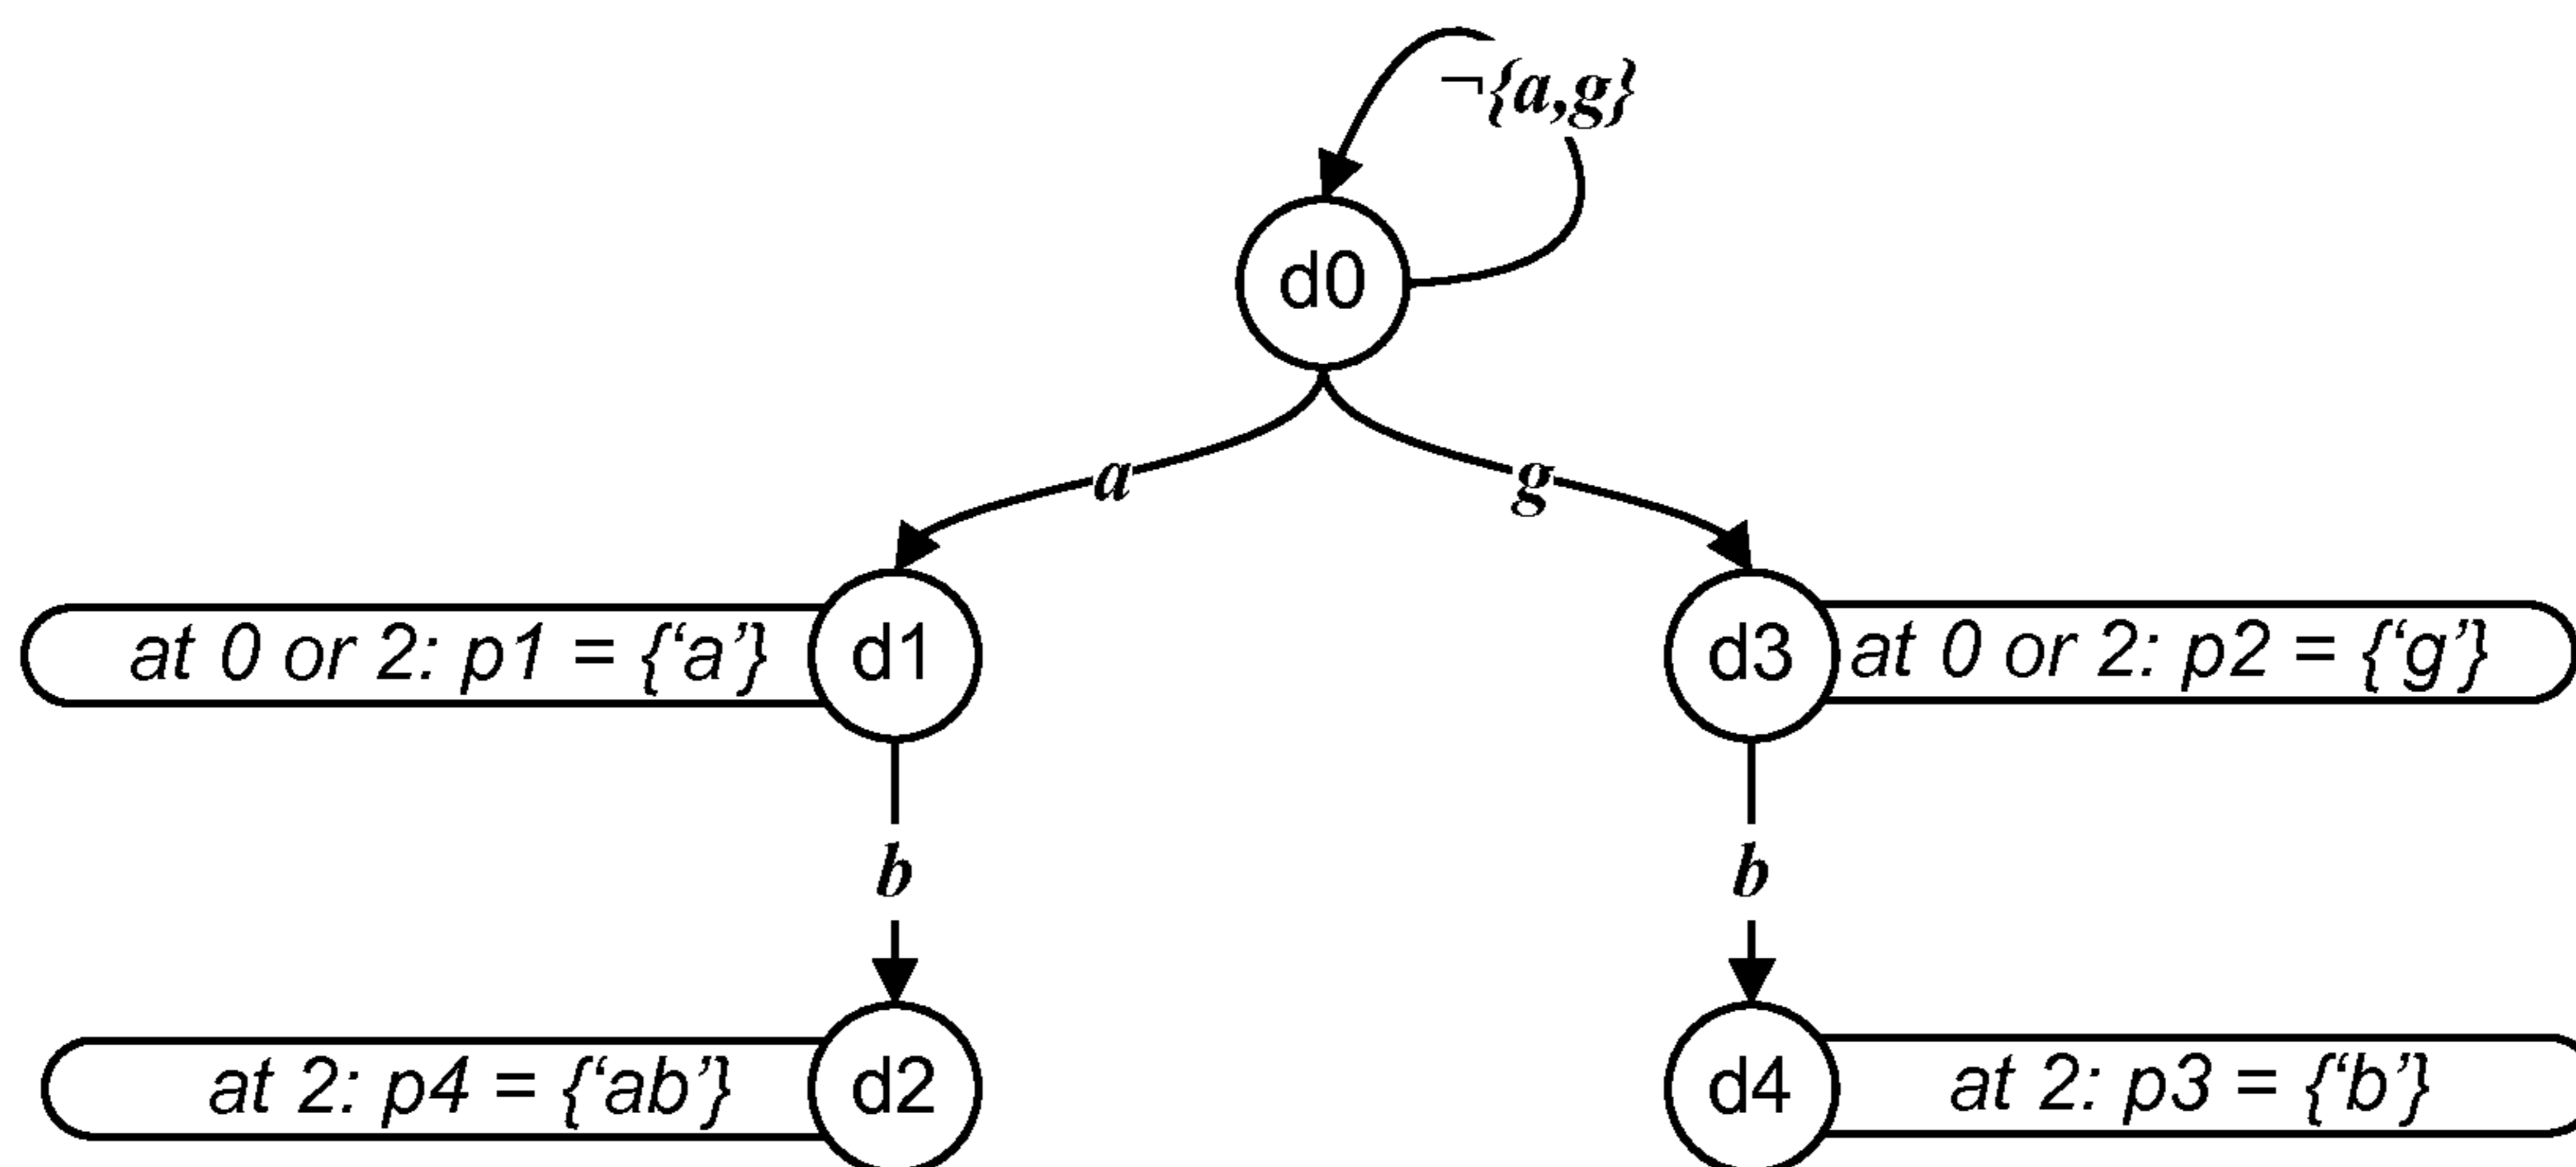 ¬{a,g}
d0
a
g
at 0 or 2: p1 = {‘a’}
d1
d3
at 0 or 2: p2 = {‘g’}
b
b
at 2: p4 = {‘ab’}
d2
d4
at 2: p3 = {‘b’}